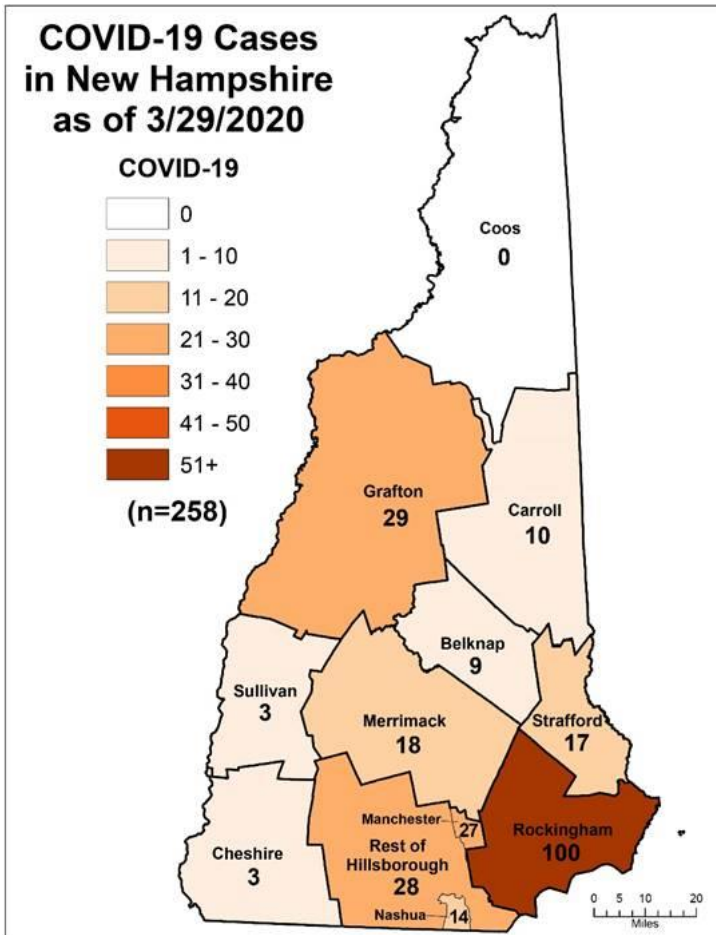 COVID-19 Cases
in New Hampshire
as of 3/29/2020
COVID-19
0
1 - 10
11 - 20
21 - 30
31 - 40
41 - 50
51+
(n=258)
Coos
0
Grafton
29
Carroll
10
Belknap
9
Sullivan
3
Merrimack
18
Strafford
17
Manchester
27
Rockingham
100
Cheshire
3
Rest of
Hillsborough
28
Nashua
14
0 5 10 20
Miles